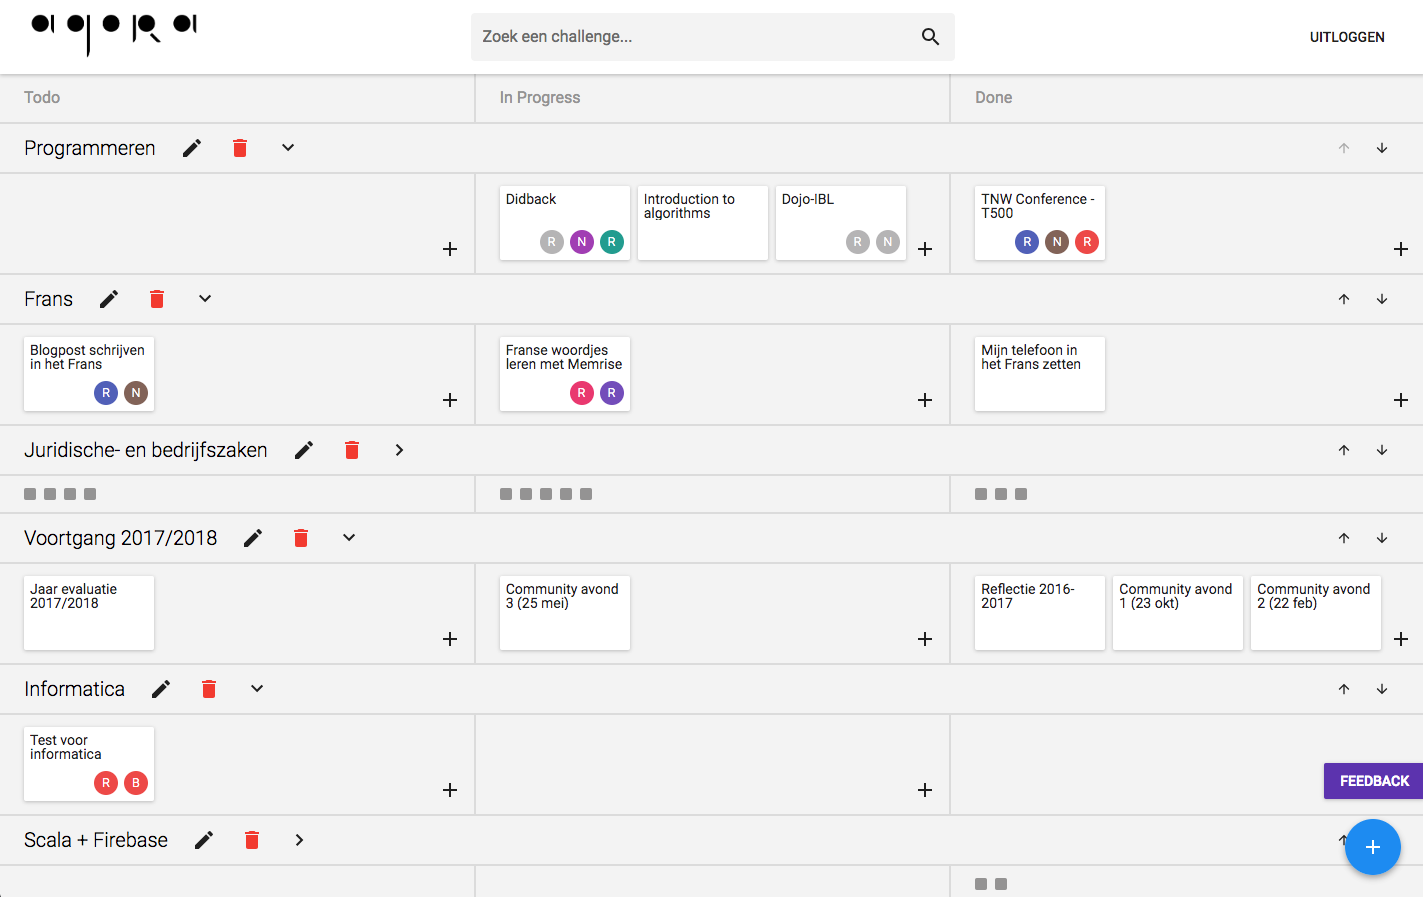 agora
Zoek een challenge...
UITLOGGEN
Todo
In Progress
Done
Programmeren
Didback
R N R
Introduction to
algorithms
Dojo-IBL
R N
TNW Conference -
T500
R N R
Frans
Blogpost schrijven
in het Frans
R N
Franse woordjes
leren met Memrise
R R
Mijn telefoon in
het Frans zetten
Juridische- en bedrijfszaken
Voortgang 2017/2018
Jaar evaluatie
2017/2018
Community avond
3 (25 mei)
Reflectie 2016-
2017
Community avond
1 (23 okt)
Community avond
2 (22 feb)
Informatica
Test voor
informatica
R B
FEEDBACK
Scala + Firebase